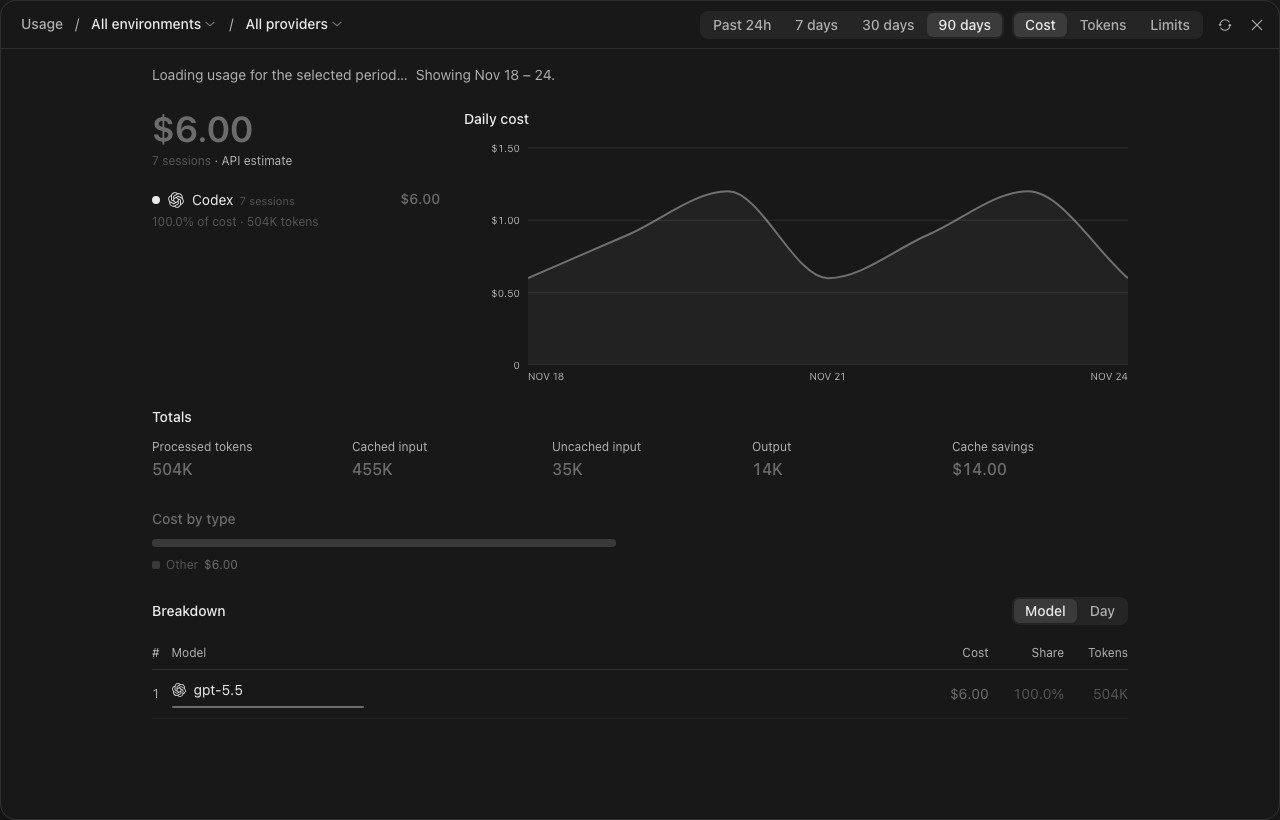 Usage / All environments / All providers
Past 24h 7 days 30 days 90 days Cost Tokens Limits
Loading usage for the selected period... Showing Nov 18 – 24.
$6.00
7 sessions · API estimate
Codex 7 sessions $6.00
100.0% of cost · 504K tokens
Daily cost
$1.50
$1.00
$0.50
0
NOV 18 NOV 21 NOV 24
Totals
Processed tokens Cached input Uncached input Output Cache savings
504K 455K 35K 14K $14.00
Cost by type
Other $6.00
Breakdown Model Day
# Model Cost Share Tokens
1 gpt-5.5 $6.00 100.0% 504K